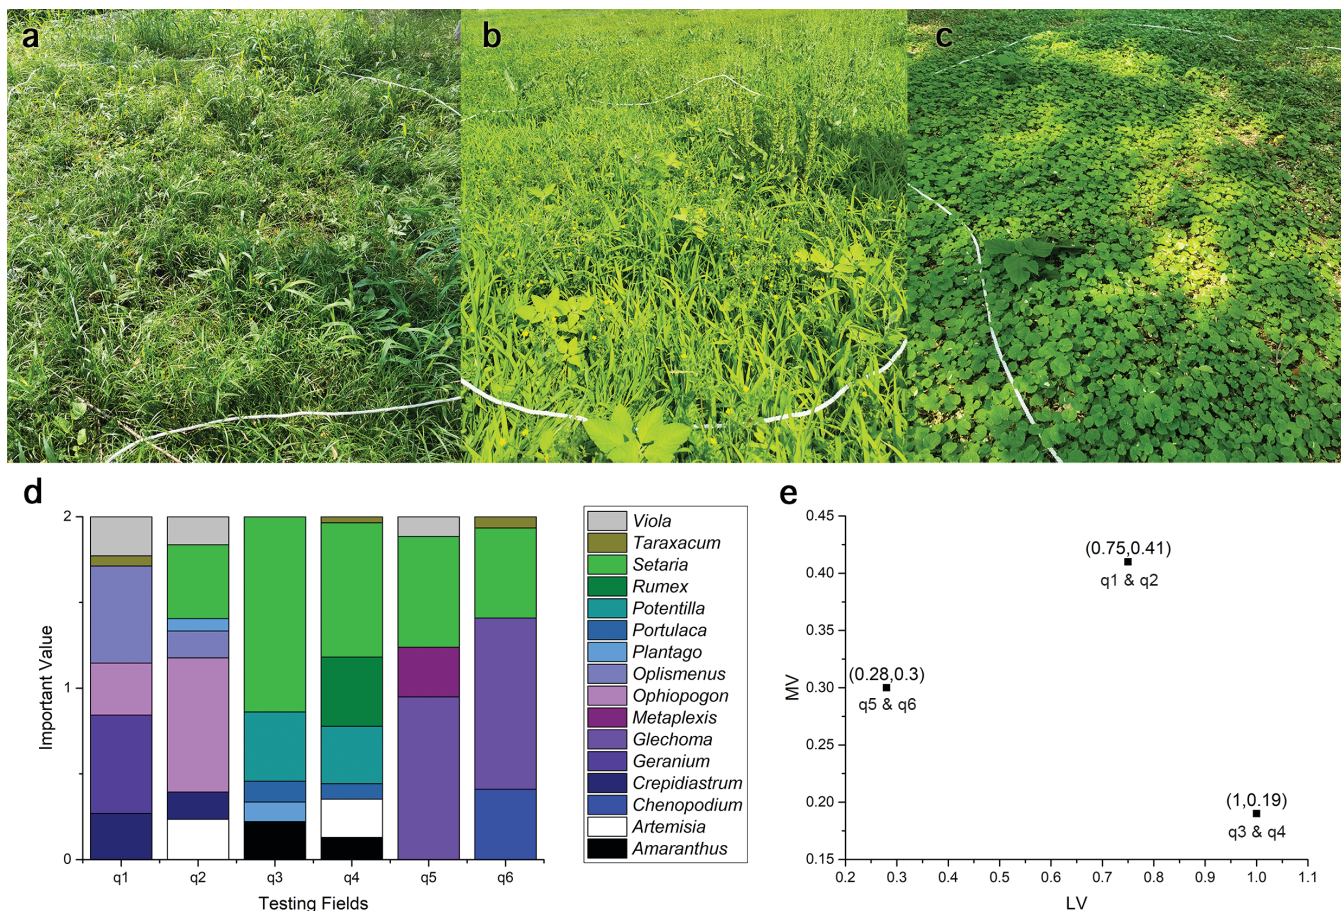 a
b
c
d
2
1
0
Important Value
q1
q2
q3
q4
q5
q6
Testing Fields
Viola
Taraxacum
Setaria
Rumex
Potentilla
Portulaca
Plantago
Oplismenus
Ophiopogon
Metaplexis
Glechoma
Geranium
Crepidiastrum
Chenopodium
Artemisia
Amaranthus
e
0.45
0.40
0.35
0.30
0.25
0.20
0.15
MV
(0.75,0.41)
q1 & q2
(0.28,0.3)
q5 & q6
(1,0.19)
q3 & q4
0.2
0.3
0.4
0.5
0.6
0.7
0.8
0.9
1.0
1.1
LV